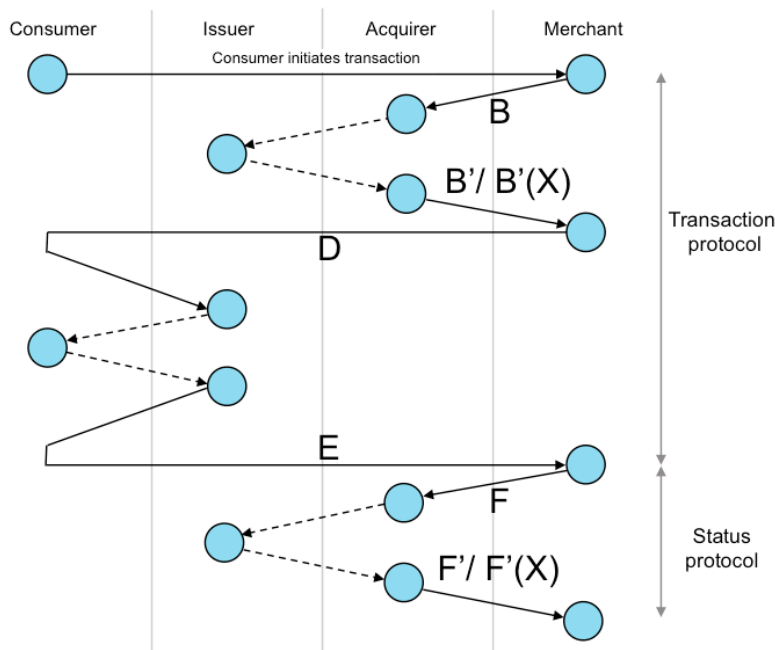 Consumer
Issuer
Acquirer
Merchant
Consumer initiates transaction
B
B’/ B’(X)
Transaction
protocol
D
E
F
Status
protocol
F’/ F’(X)